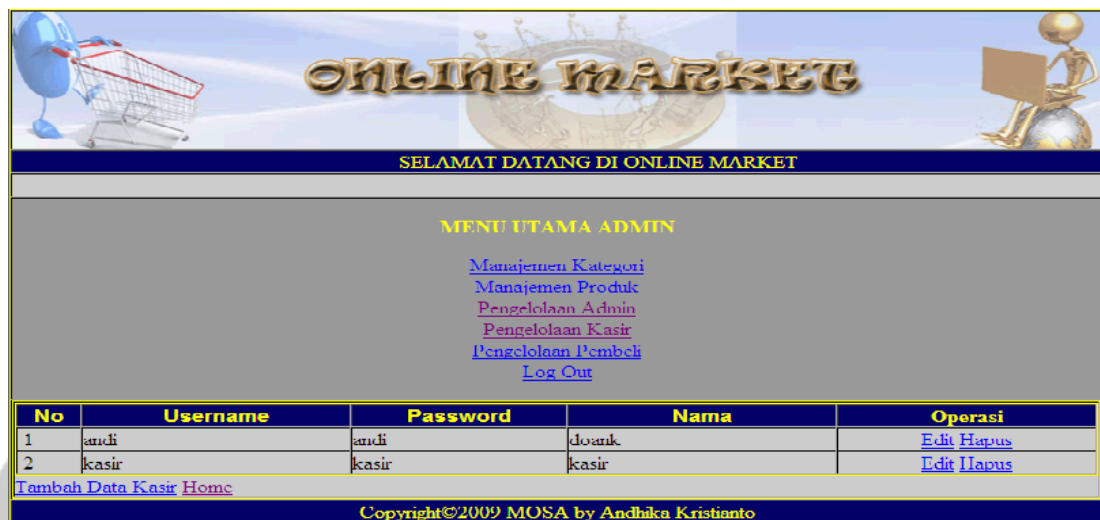 ONLINE MARKET
SELAMAT DATANG DI ONLINE MARKET
MENU UTAMA ADMIN
Manajemen Kategori
Manajemen Produk
Pengelolaan Admin
Pengelolaan Kasir
Pengelolaan Pembeli
Log Out
No Username Password Nama Operasi
1 andi andi doank Edit Hapus
2 kasir kasir kasir Edit Hapus
Tambah Data Kasir Home
Copyright©2009 MOSA by Andhika Kristianto